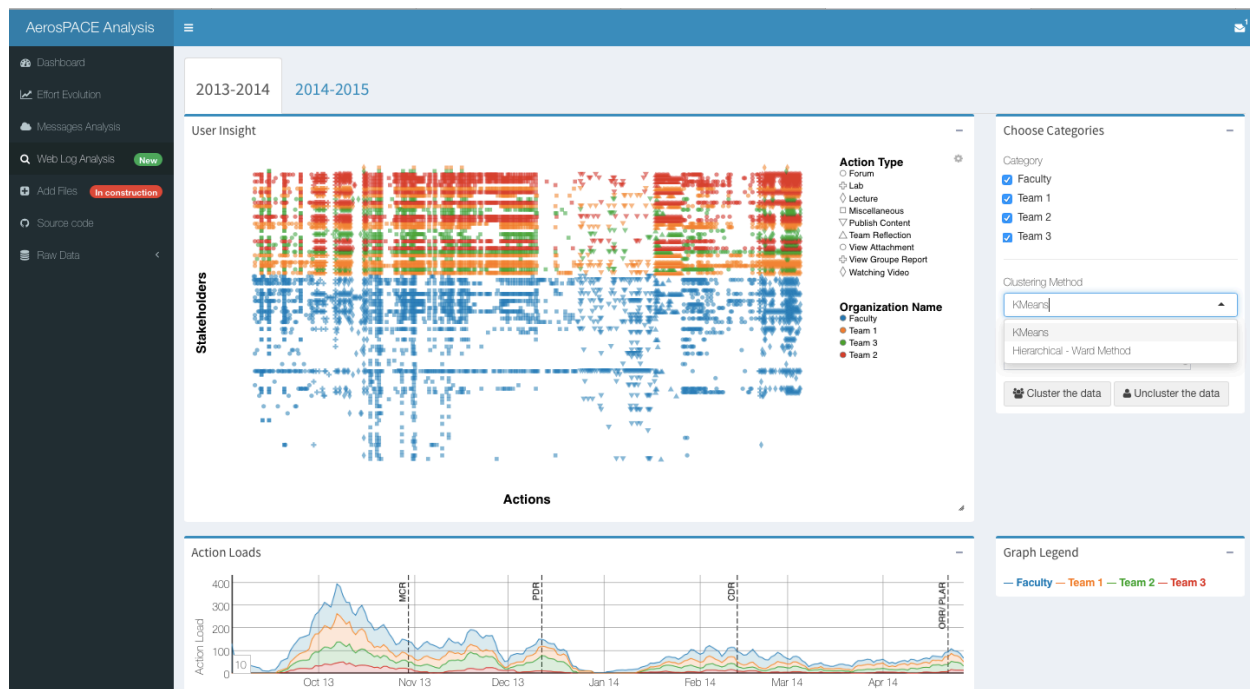 AerosPACE Analysis
1
Dashboard
Effort Evolution
Messages Analysis
Web Log Analysis New
Add Files In construction
Source code
Raw Data
2013-2014
2014-2015
User Insight
Stakeholders
Actions
Action Type
Forum
Lab
Lecture
Miscellaneous
Publish Content
Team Reflection
View Attachment
View Groupe Report
Watching Video
Organization Name
Faculty
Team 1
Team 3
Team 2
Choose Categories
Category
Faculty
Team 1
Team 2
Team 3
Clustering Method
KMeans
KMeans
Hierarchical - Ward Method
Cluster the data
Uncluster the data
Action Loads
Action Load
400
300
200
100
0
10
MCR
PDR
CDR
ORR/ PLAR
Oct 13
Nov 13
Dec 13
Jan 14
Feb 14
Mar 14
Apr 14
Graph Legend
— Faculty — Team 1 — Team 2 — Team 3